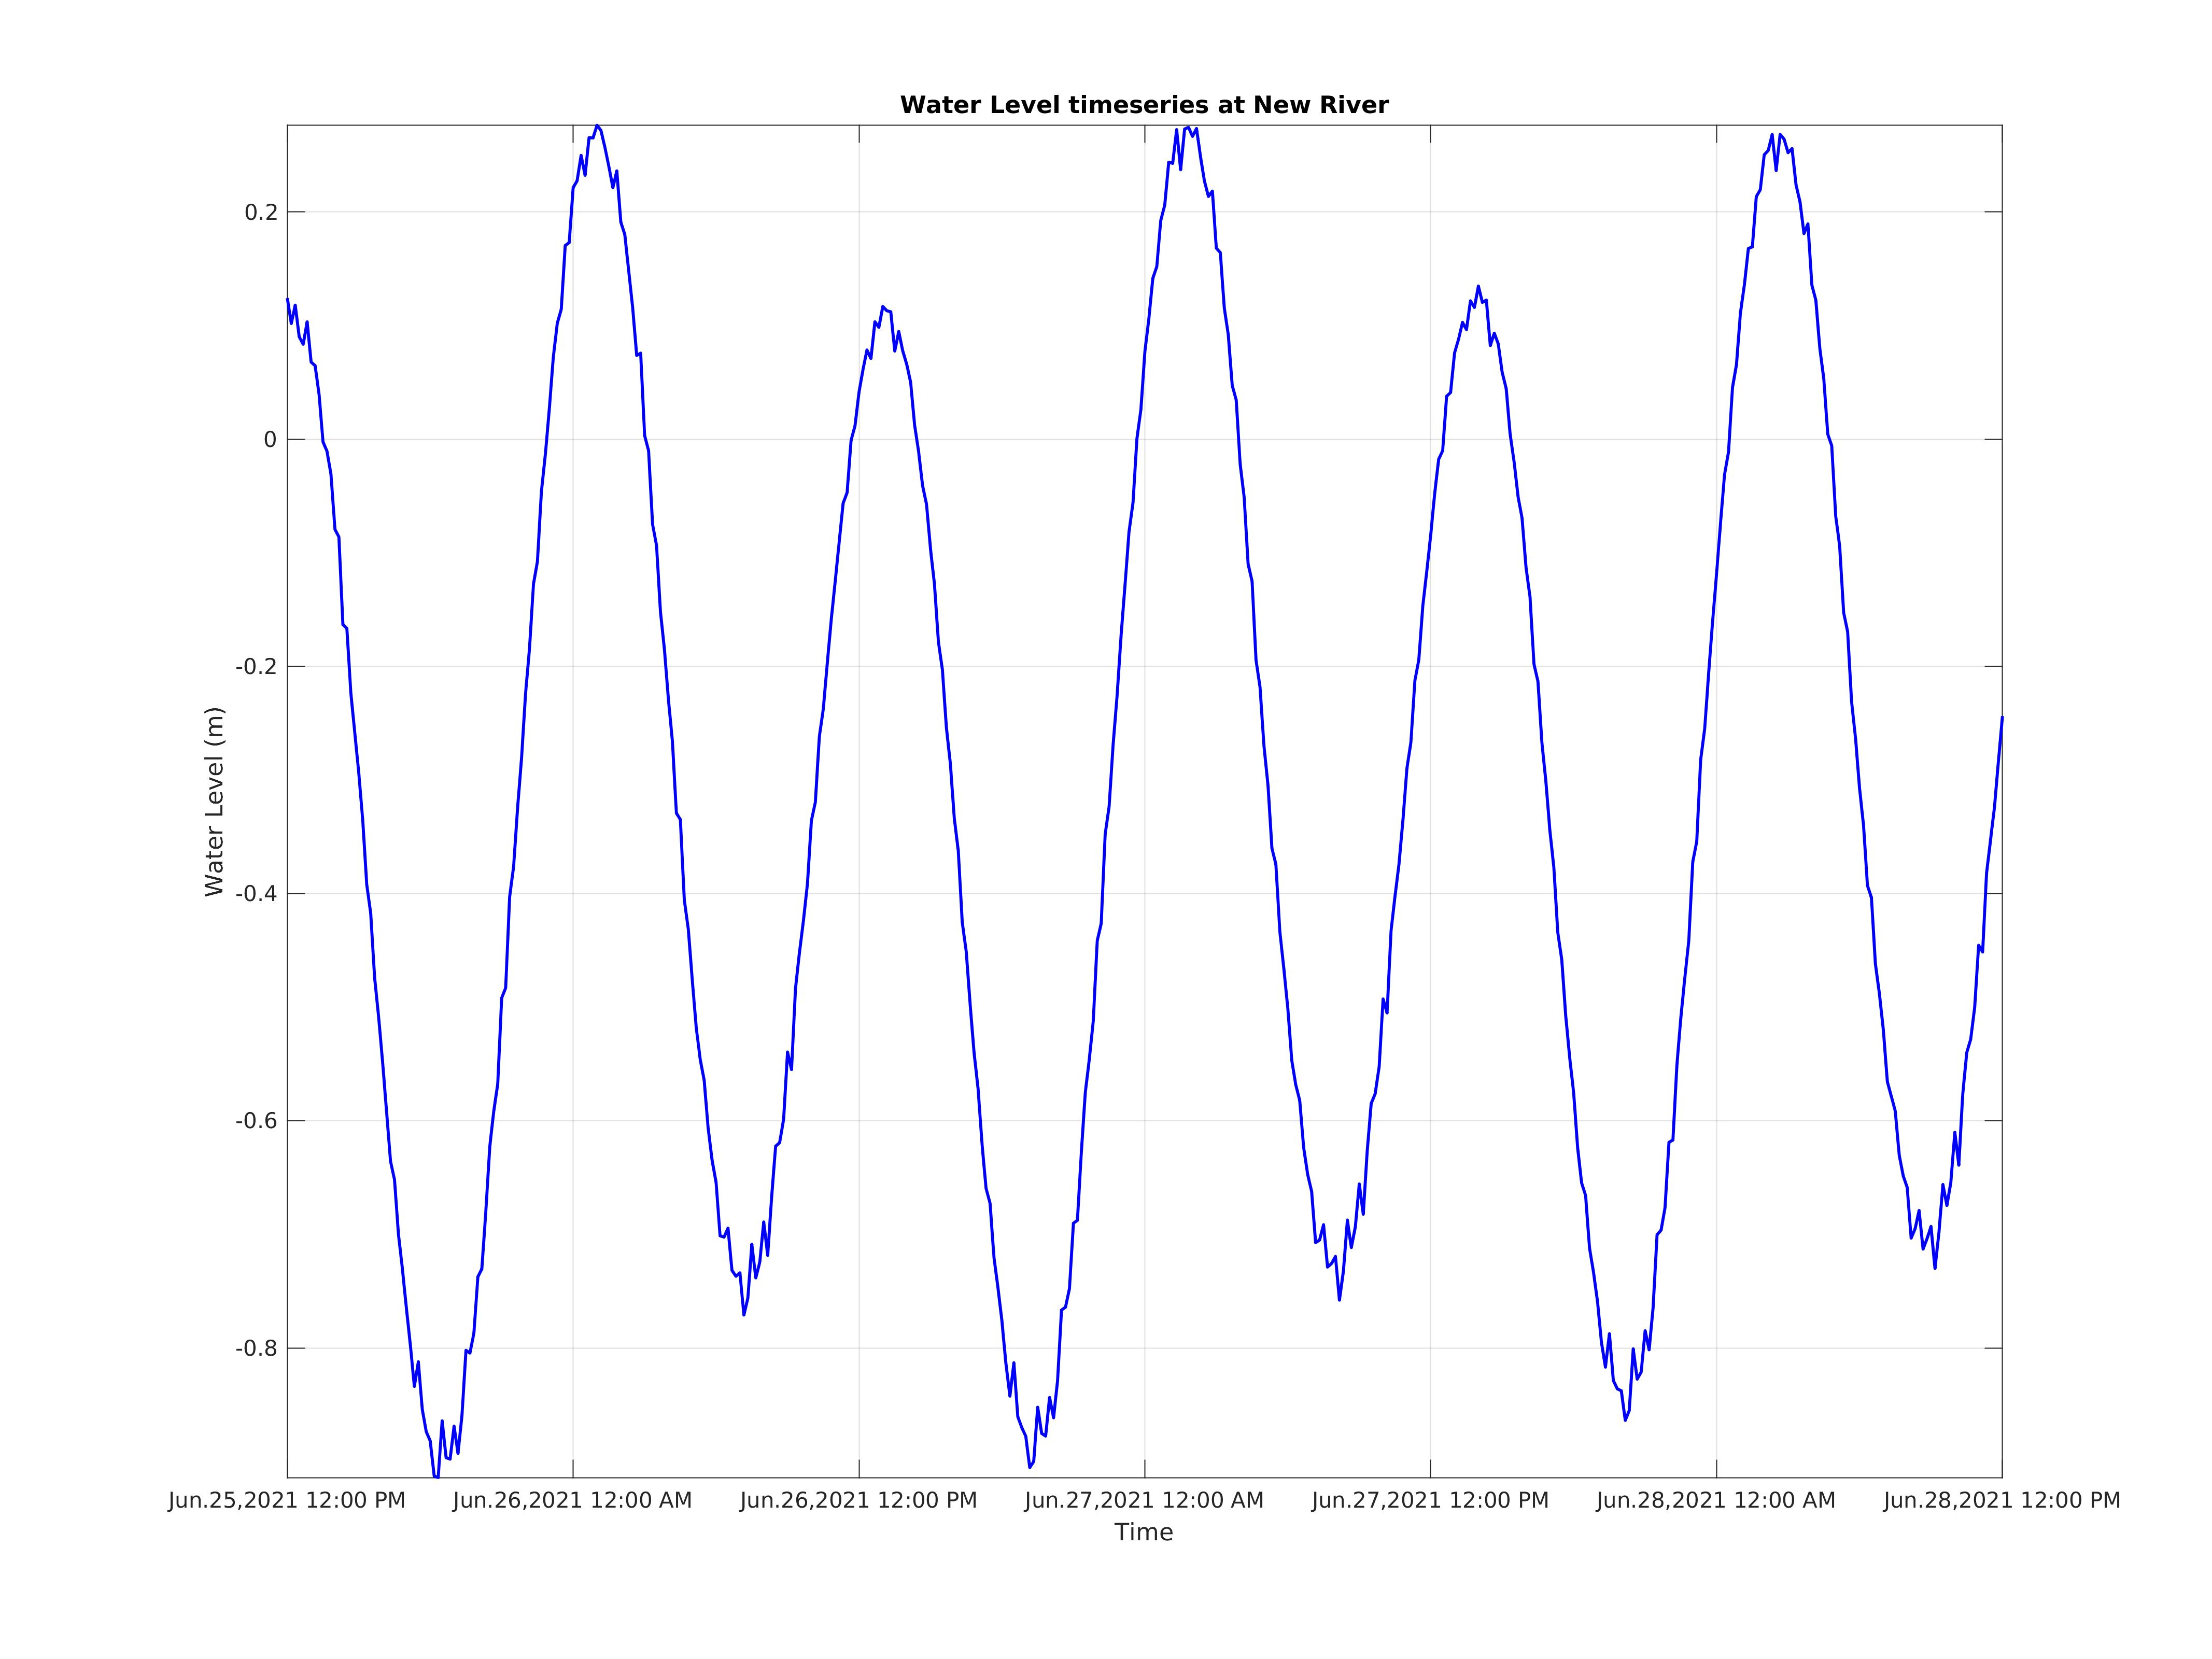 Water Level timeseries at New River
0.2
0
-0.2
-0.4
-0.6
-0.8
Water Level (m)
Jun.25,2021 12:00 PM
Jun.26,2021 12:00 AM
Jun.26,2021 12:00 PM
Jun.27,2021 12:00 AM
Jun.27,2021 12:00 PM
Jun.28,2021 12:00 AM
Jun.28,2021 12:00 PM
Time